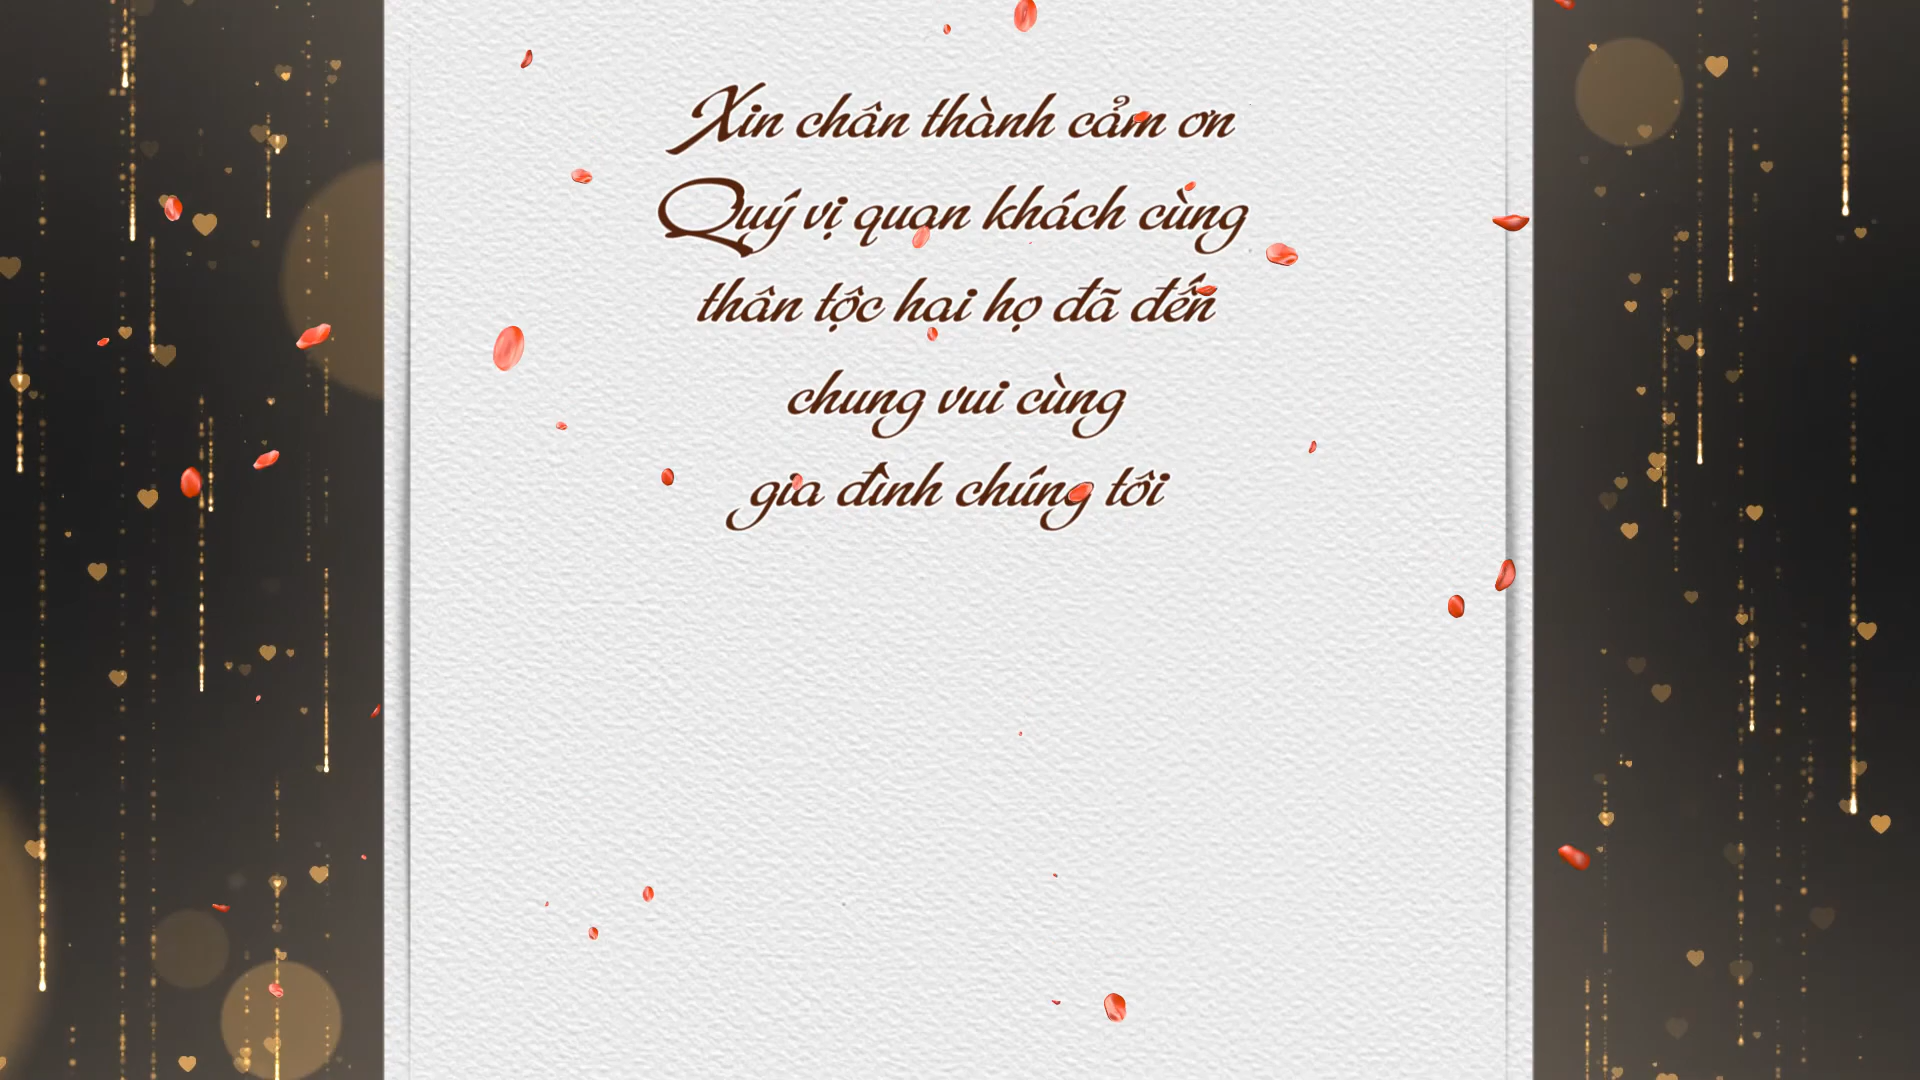 Xin chân thành cảm ơn
Quý vị quan khách cùng
thân tộc hai họ đã đến
chung vui cùng
gia đình chúng tôi